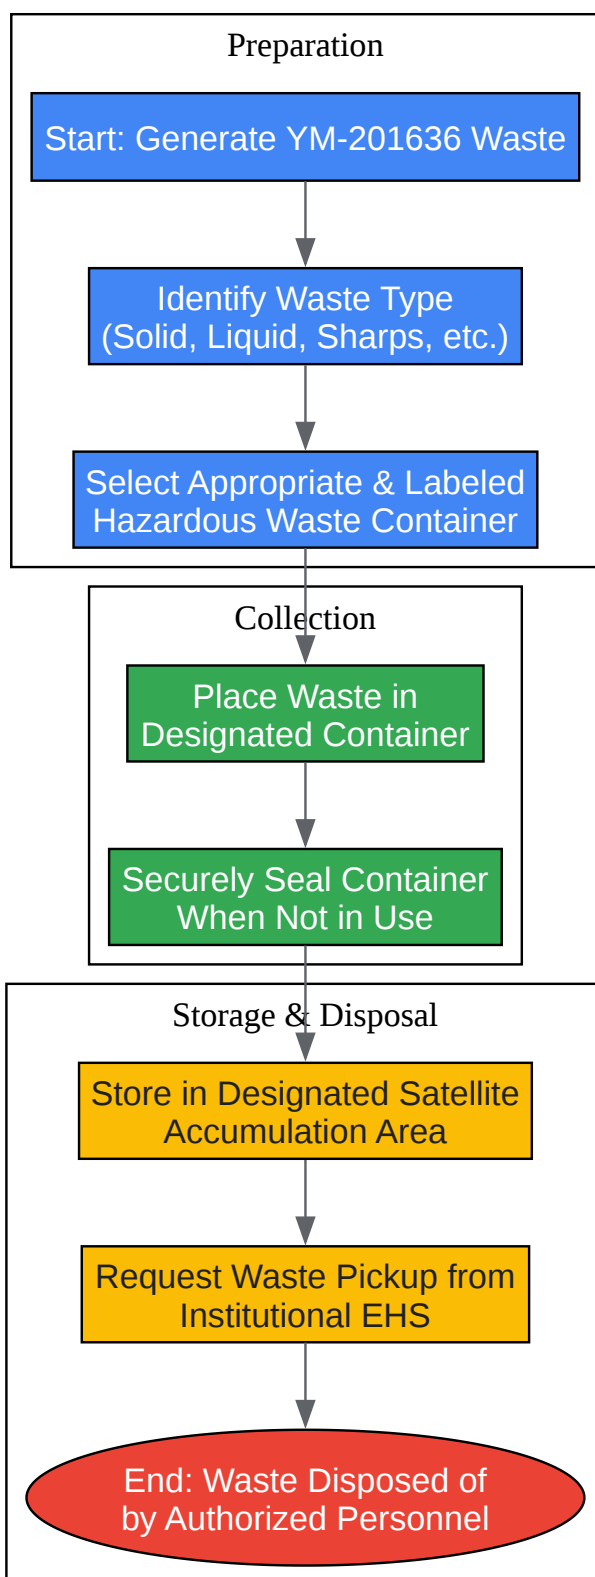 Preparation
Start: Generate YM-201636 Waste
Identify Waste Type
(Solid, Liquid, Sharps, etc.)
Select Appropriate & Labeled
Hazardous Waste Container
Collection
Place Waste in
Designated Container
Securely Seal Container
When Not in Use
Storage & Disposal
Store in Designated Satellite
Accumulation Area
Request Waste Pickup from
Institutional EHS
End: Waste Disposed of
by Authorized Personnel